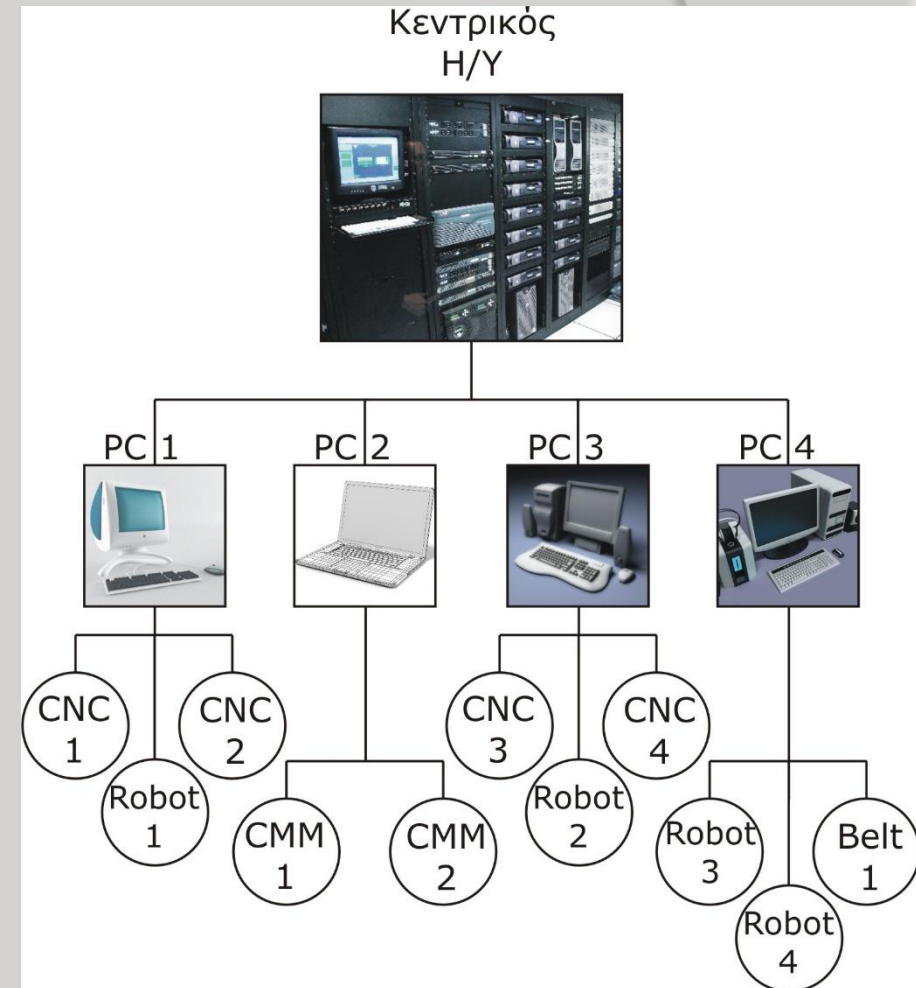 Κεντρικός
Η/Υ
PC 1
PC 2
PC 3
PC 4
CNC
1
CNC
2
Robot
1
CMM
1
CMM
2
CNC
3
CNC
4
Robot
2
Robot
3
Belt
1
Robot
4